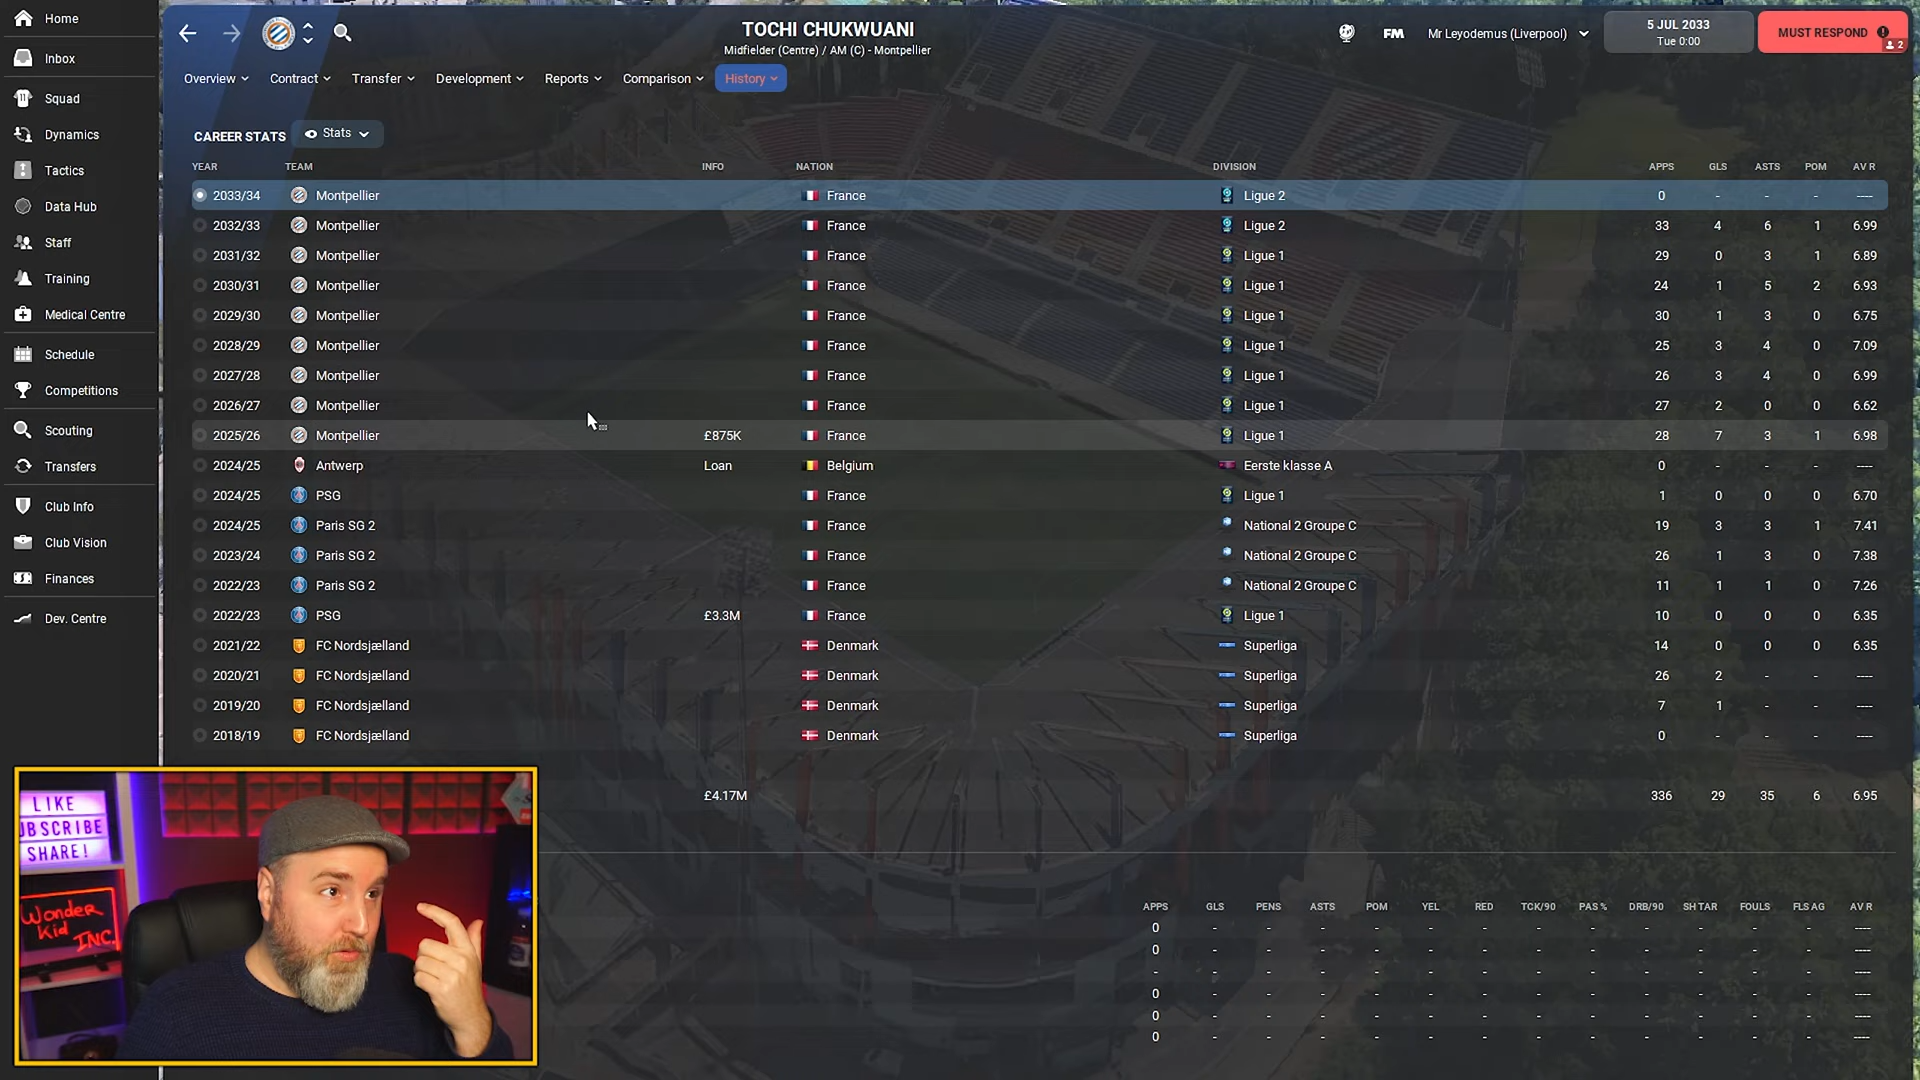 Home
Inbox
Squad
Dynamics
Tactics
Data Hub
Staff
Training
Medical Centre
Schedule
Competitions
Scouting
Transfers
Club Info
Club Vision
Finances
Dev. Centre
TOCHI CHUKWUANI
Midfielder (Centre) / AM (C) - Montpellier
FM
Mr Leyodemus (Liverpool)
5 JUL 2033
Tue 0:00
MUST RESPOND
2
Overview Contract Transfer Development Reports Comparison History
CAREER STATS Stats
YEAR TEAM INFO NATION DIVISION APPS GLS ASTS POM AV R
2033/34 Montpellier France Ligue 2 0 - - - ----
2032/33 Montpellier France Ligue 2 33 4 6 1 6.99
2031/32 Montpellier France Ligue 1 29 0 3 1 6.89
2030/31 Montpellier France Ligue 1 24 1 5 2 6.93
2029/30 Montpellier France Ligue 1 30 1 3 0 6.75
2028/29 Montpellier France Ligue 1 25 3 4 0 7.09
2027/28 Montpellier France Ligue 1 26 3 4 0 6.99
2026/27 Montpellier France Ligue 1 27 2 0 0 6.62
2025/26 Montpellier £875K France Ligue 1 28 7 3 1 6.98
2024/25 Antwerp Loan Belgium Eerste klasse A 0 - - - ----
2024/25 PSG France Ligue 1 1 0 0 0 6.70
2024/25 Paris SG 2 France National 2 Groupe C 19 3 3 1 7.41
2023/24 Paris SG 2 France National 2 Groupe C 26 1 3 0 7.38
2022/23 Paris SG 2 France National 2 Groupe C 11 1 1 0 7.26
2022/23 PSG £3.3M France Ligue 1 10 0 0 0 6.35
2021/22 FC Nordsjælland Denmark Superliga 14 0 0 0 6.35
2020/21 FC Nordsjælland Denmark Superliga 26 2 - - ----
2019/20 FC Nordsjælland Denmark Superliga 7 1 - - ----
2018/19 FC Nordsjælland Denmark Superliga 0 - - - ----
£4.17M 336 29 35 6 6.95
APPS GLS PENS ASTS POM YEL RED TCK/90 PAS % DRB/90 SH TAR FOULS FLS AG AV R
0 - - - - - - - - - - - - ----
0 - - - - - - - - - - - - ----
- - - - - - - - - - - - - ----
0 - - - - - - - - - - - - ----
0 - - - - - - - - - - - - ----
0 - - - - - - - - - - - - ----
LIKE
UBSCRIBE
SHARE!
Wonder
Kid
INC.